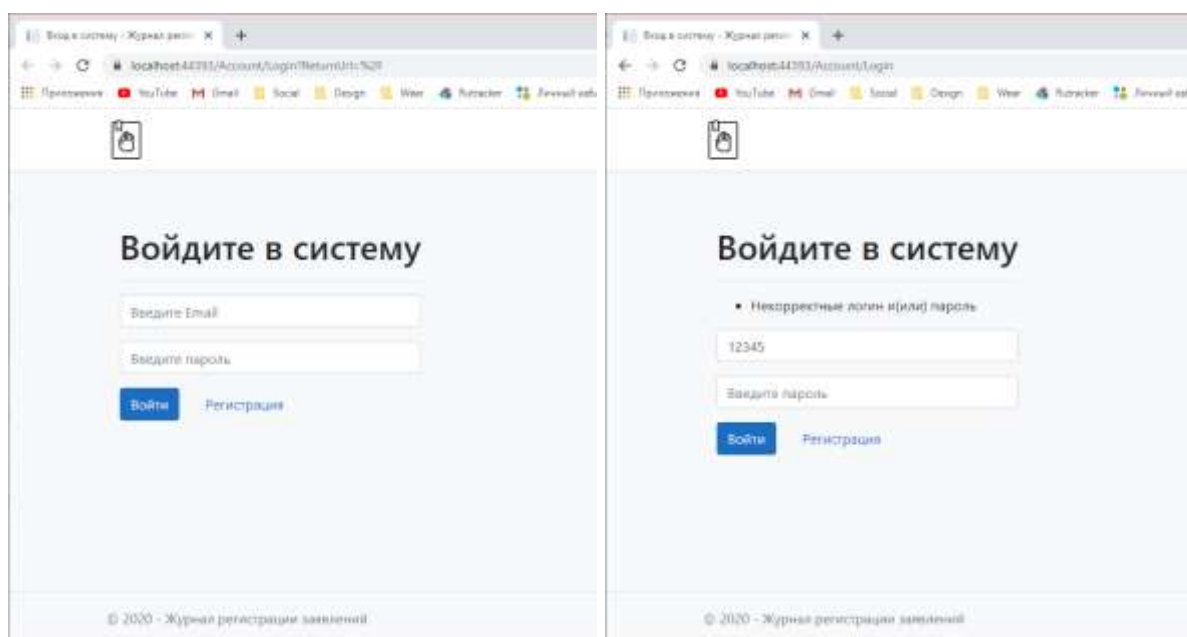 Вход в систему - Журнал
localhost:44393/Account/Login?ReturnUrl=%2F
Приложения YouTube Gmail Social Design Wear Rutracker Личный
Войдите в систему
Введите Email
Введите пароль
Войти Регистрация
© 2020 - Журнал регистрации заявлений
Вход в систему - Журнал
localhost:44393/Account/Login
Приложения YouTube Gmail Social Design Wear Rutracker Личный
Войдите в систему
• Некорректные логин и(или) пароль
12345
Введите пароль
Войти Регистрация
© 2020 - Журнал регистрации заявлений